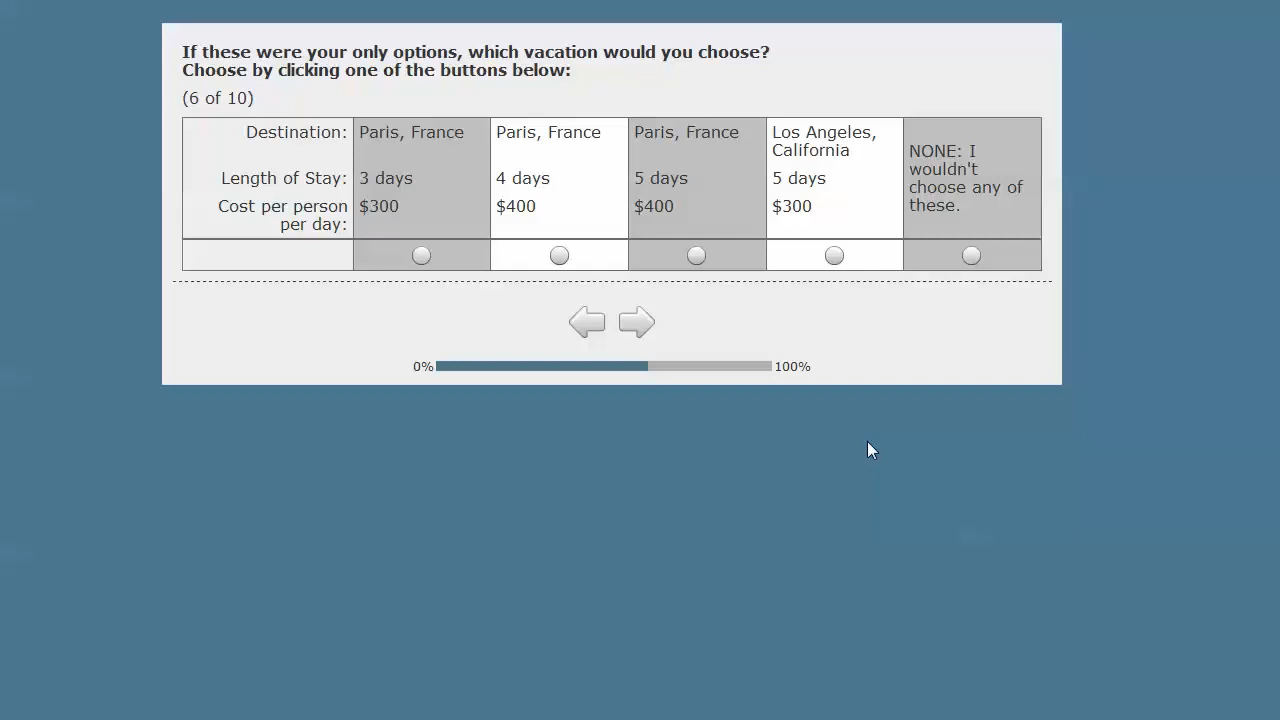 If these were your only options, which vacation would you choose?
Choose by clicking one of the buttons below:
(6 of 10)
Destination: Paris, France Paris, France Paris, France Los Angeles, California
Length of Stay: 3 days 4 days 5 days 5 days
Cost per person per day: $300 $400 $400 $300
NONE: I
wouldn't
choose any of
these.
0% 100%